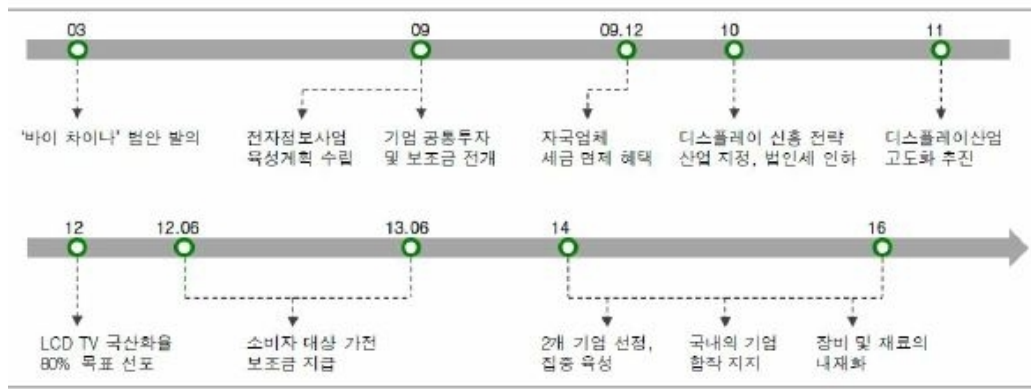 03
09
09.12
10
11
'바이 차이나' 법안 발의
전자정보사업
육성계획 수립
기업 공통투자
및 보조금 전개
자국업체
세금 면제 혜택
디스플레이 신흥 전략
산업 지정, 법인세 인하
디스플레이산업
고도화 추진
12
12.06
13.06
14
16
LCD TV 국산화율
80% 목표 선포
소비자 대상 가전
보조금 지급
2개 기업 선정,
집중 육성
국내외 기업
합작 지지
장비 및 재료의
내재화